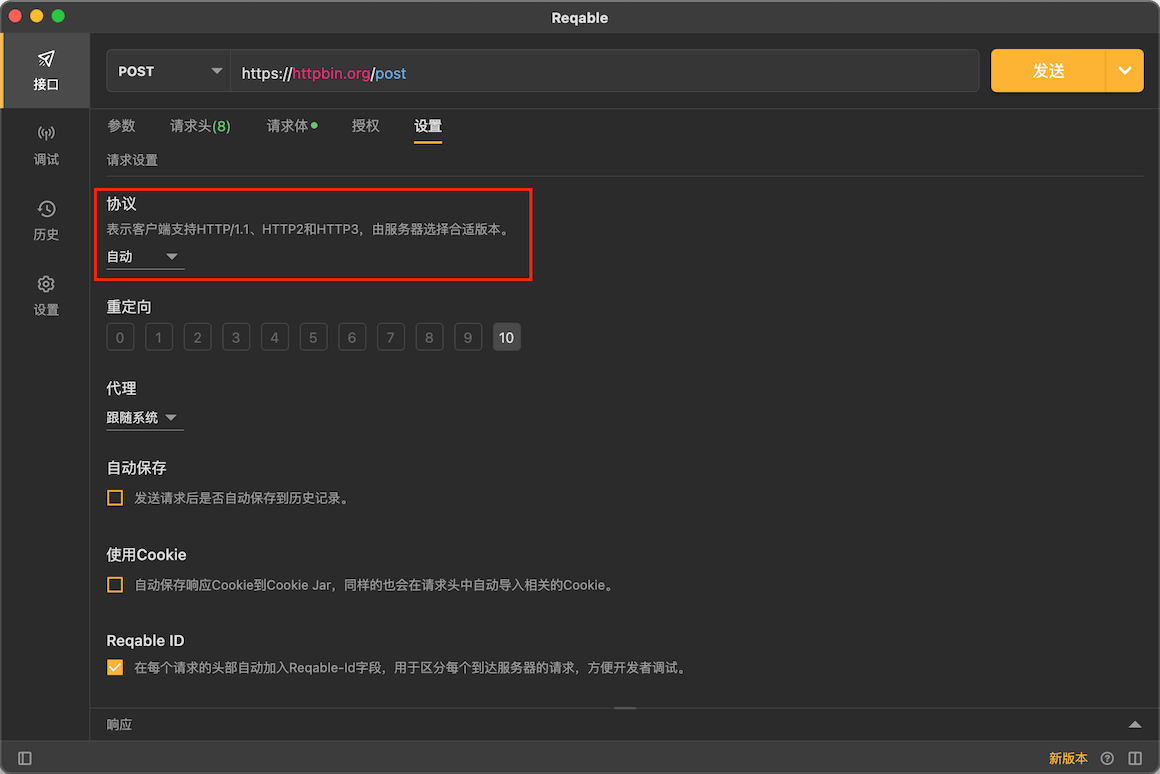 Reqable
接口
调试
历史
设置
POST
https://httpbin.org/post
发送
参数 请求头(8) 请求体 授权 设置
请求设置
协议
表示客户端支持HTTP/1.1、HTTP2和HTTP3，由服务器选择合适版本。
自动
重定向
0 1 2 3 4 5 6 7 8 9 10
代理
跟随系统
自动保存
发送请求后是否自动保存到历史记录。
使用Cookie
自动保存响应Cookie到Cookie Jar，同样的也会在请求头中自动导入相关的Cookie。
Reqable ID
在每个请求的头部自动加入Reqable-Id字段，用于区分每个到达服务器的请求，方便开发者调试。
响应
新版本